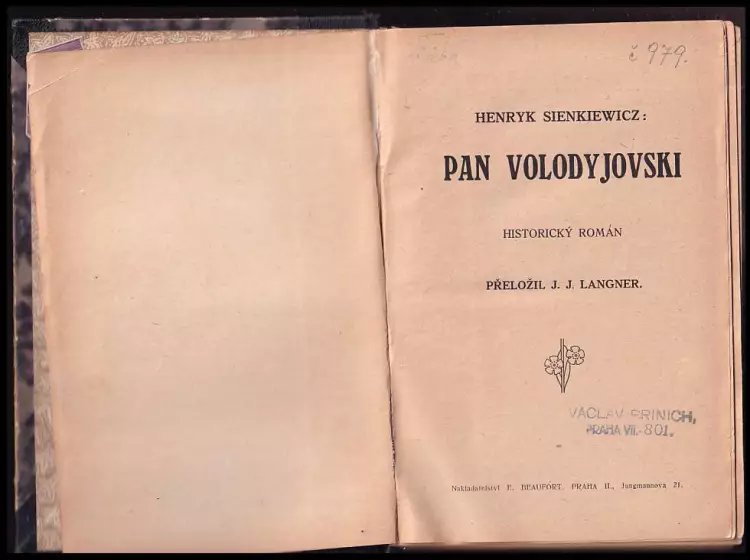 č 979.
HENRYK SIENKIEWICZ:
PAN VOLODYJOVSKI
HISTORICKÝ ROMÁN
PŘELOŽIL J. J. LANGNER.
VÁCLAV
PRAHA VII.-801.
Nakladatelství E. BEAUFORT, PRAHA II., Jungmannova 21.